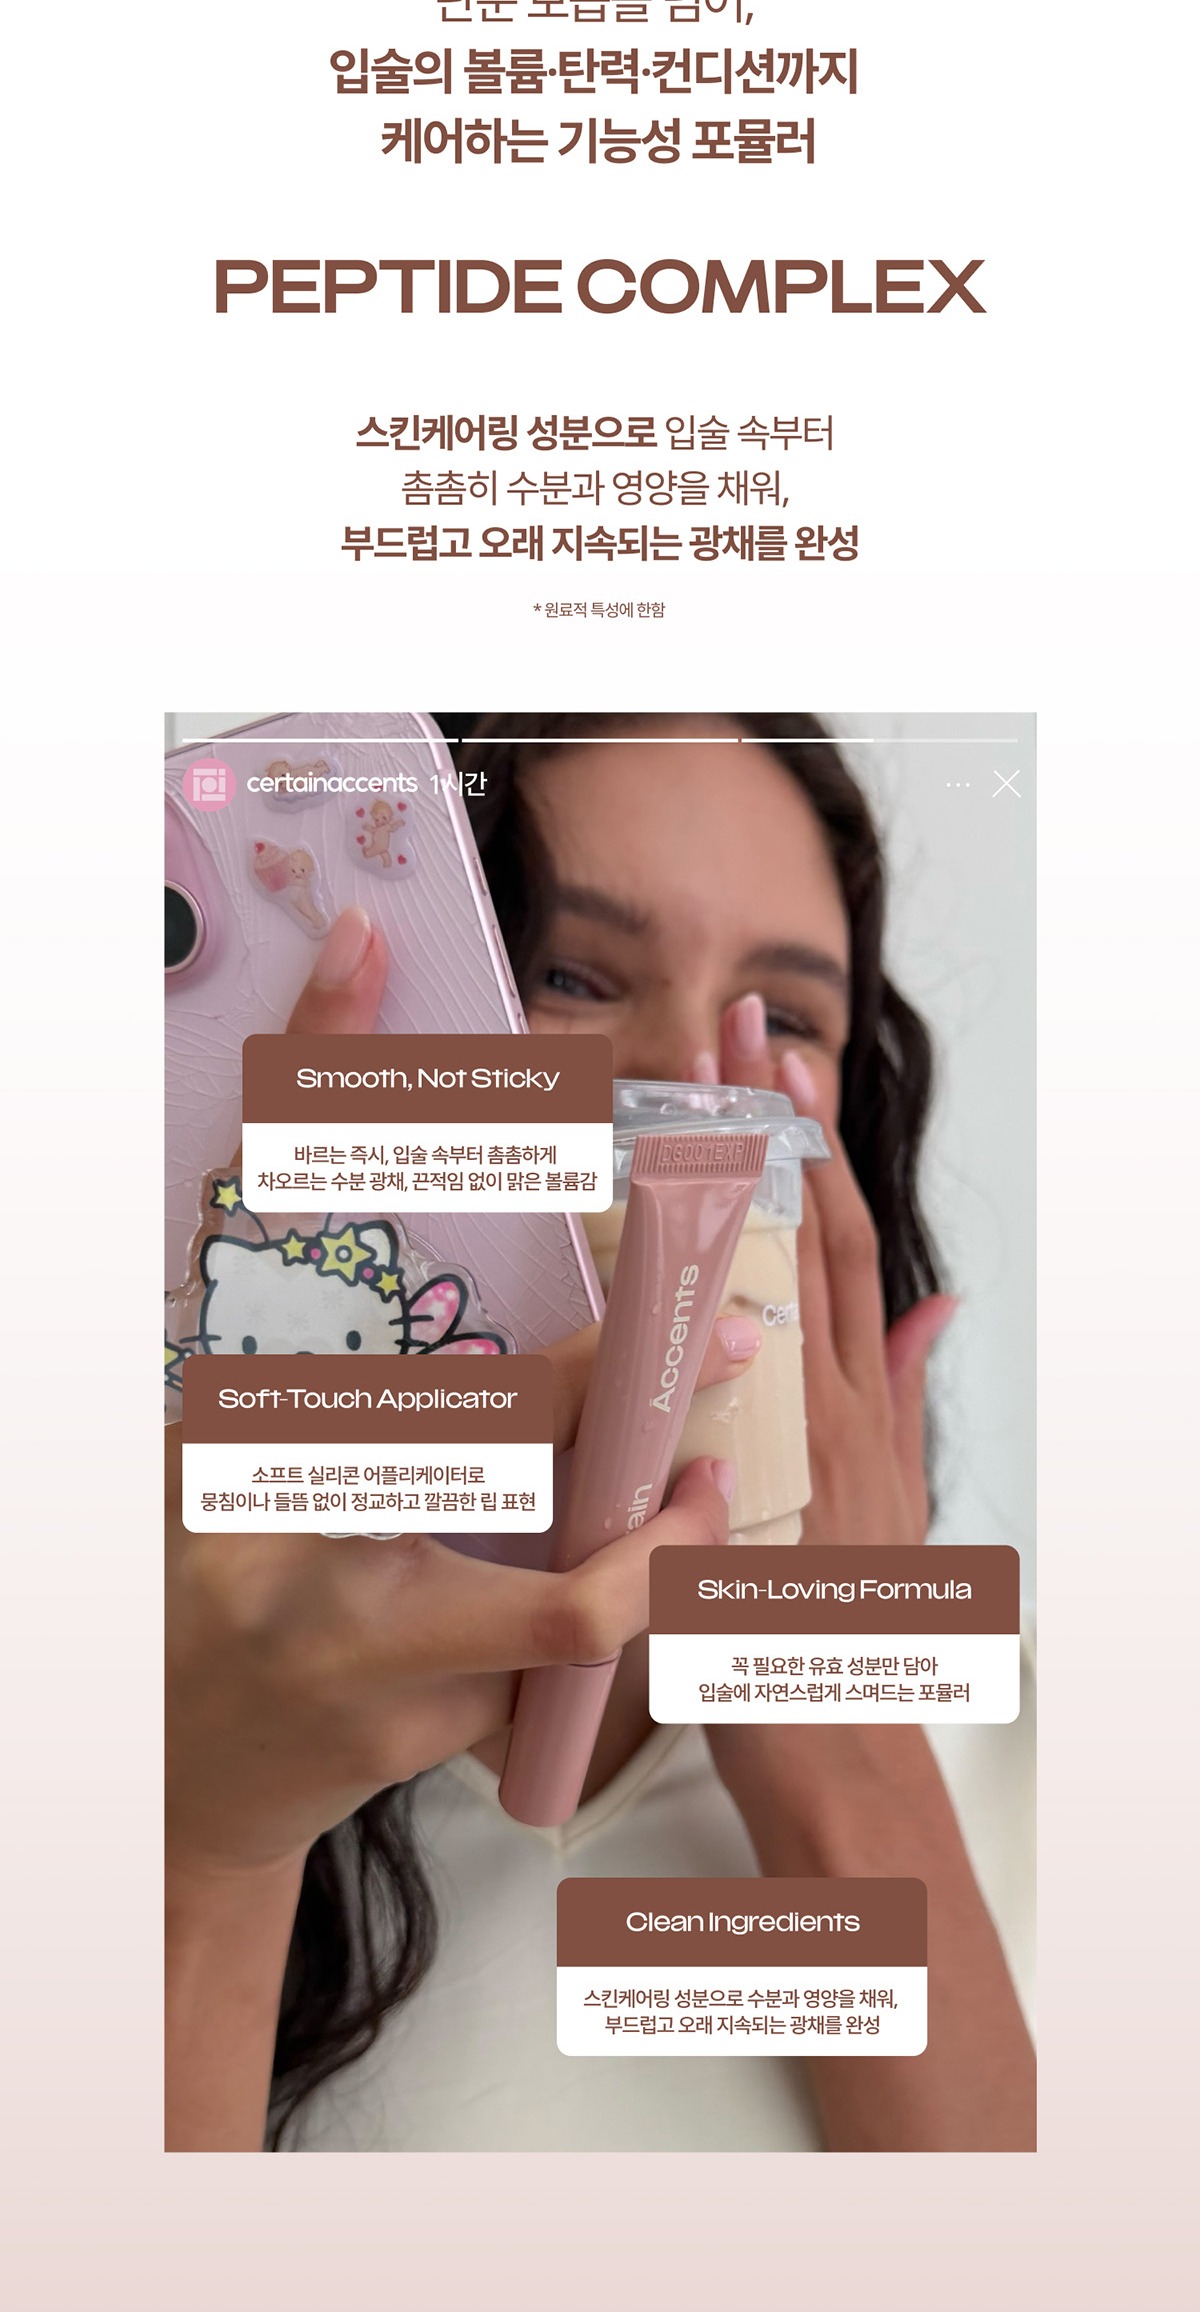 입술의 볼륨·탄력·컨디션까지
케어하는 기능성 포뮬러
PEPTIDE COMPLEX
스킨케어링 성분으로 입술 속부터
촘촘히 수분과 영양을 채워,
부드럽고 오래 지속되는 광채를 완성
* 원료적 특성에 한함
certainaccents 1시간
Smooth, Not Sticky
바르는 즉시, 입술 속부터 촘촘하게
차오르는 수분 광채, 끈적임 없이 맑은 볼륨감
DG001EXP
Accents
Soft-Touch Applicator
소프트 실리콘 어플리케이터로
뭉침이나 들뜸 없이 정교하고 깔끔한 립 표현
Skin-Loving Formula
꼭 필요한 유효 성분만 담아
입술에 자연스럽게 스며드는 포뮬러
Clean Ingredients
스킨케어링 성분으로 수분과 영양을 채워,
부드럽고 오래 지속되는 광채를 완성